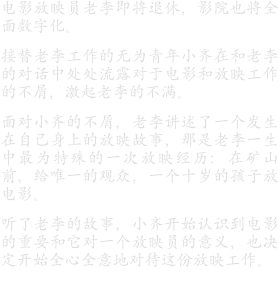 电影放映员老李即将退休，影院也将全
面数字化。
接替老李工作的无为青年小齐在和老李
的对话中处处流露对于电影和放映工作
的不屑，激起老李的不满。
面对小齐的不屑，老李讲述了一个发生
在自己身上的放映故事，那是老李一生
中最为特殊的一次放映经历：在矿山
前，给唯一的观众，一个十岁的孩子放
电影。
听了老李的故事，小齐开始认识到电影
的重要和它对一个放映员的意义，也决
定开始全心全意地对待这份放映工作。